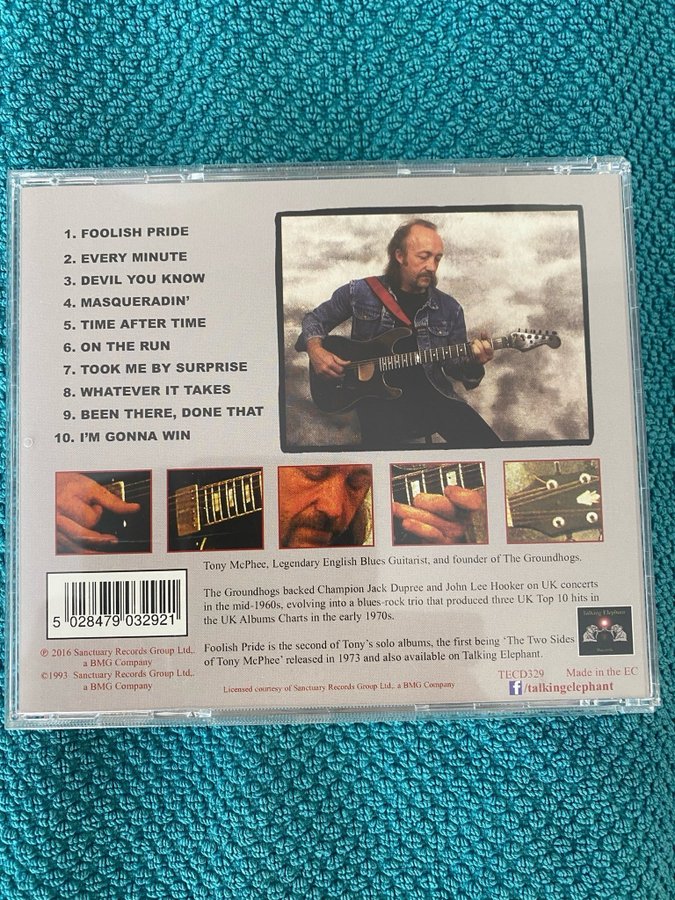 1. FOOLISH PRIDE
2. EVERY MINUTE
3. DEVIL YOU KNOW
4. MASQUERADIN'
5. TIME AFTER TIME
6. ON THE RUN
7. TOOK ME BY SURPRISE
8. WHATEVER IT TAKES
9. BEEN THERE, DONE THAT
10. I'M GONNA WIN
Tony McPhee, Legendary English Blues Guitarist, and founder of The Groundhogs.
The Groundhogs backed Champion Jack Dupree and John Lee Hooker on UK concerts
in the mid-1960s, evolving into a blues-rock trio that produced three UK Top 10 hits in
the UK Albums Charts in the early 1970s.
Foolish Pride is the second of Tony's solo albums, the first being 'The Two Sides
of Tony McPhee' released in 1973 and also available on Talking Elephant.
5 028479 032921
℗ 2016 Sanctuary Records Group Ltd,.
a BMG Company
©1993 Sanctuary Records Group Ltd,.
a BMG Company
Licensed courtesy of Sanctuary Records Group Ltd,. a BMG Company
Talking Elephant
Records
TECD329 Made in the EC
f/talkingelephant